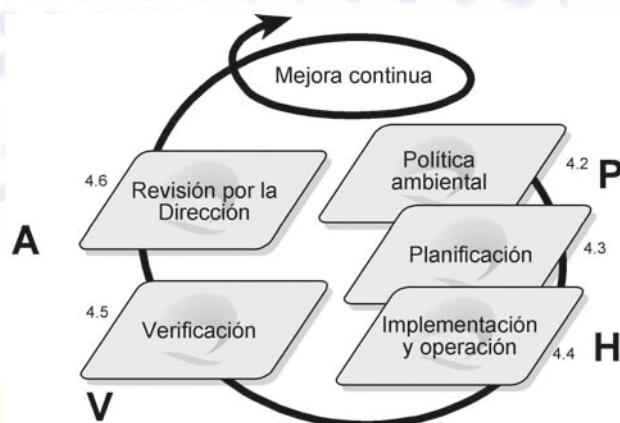 Mejora continua
Política
ambiental
4.2
P
Planificación
4.3
Implementación
y operación
4.4
H
Verificación
4.5
V
Revisión por la
Dirección
4.6
A